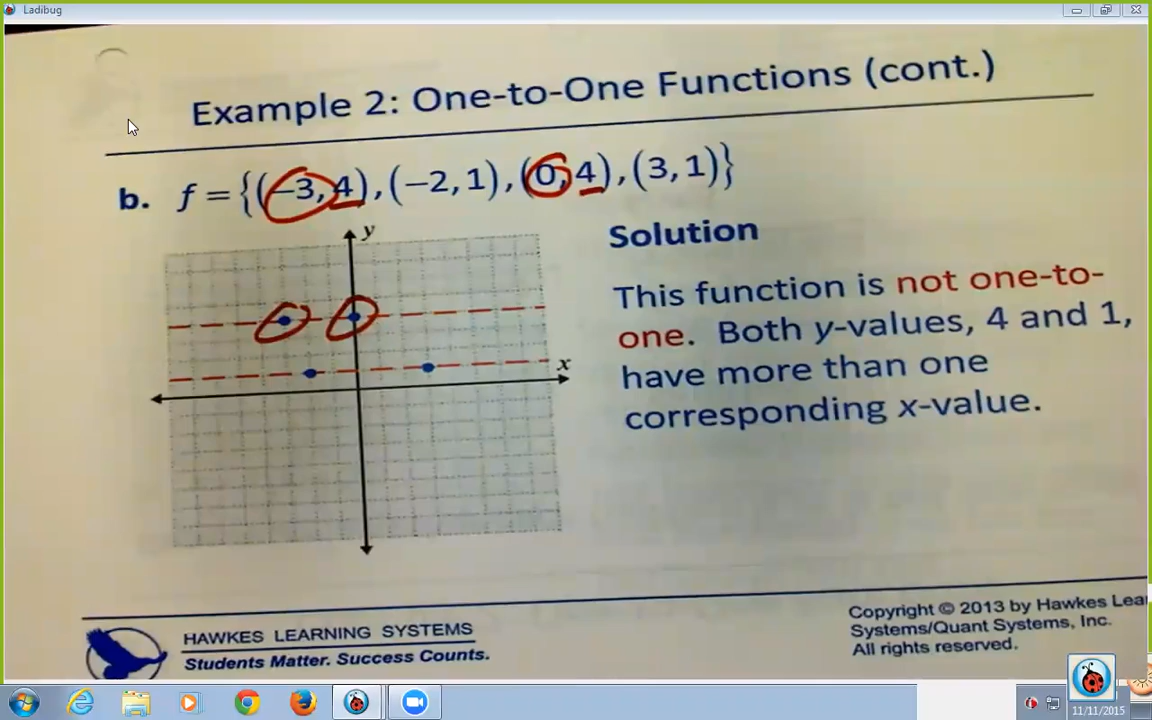 Ladibug
Example 2: One-to-One Functions (cont.)
b. f = {(−3, 4), (−2, 1), (0, 4), (3, 1)}
y
x
Solution
This function is not one-to-
one. Both y-values, 4 and 1,
have more than one
corresponding x-value.
HAWKES LEARNING SYSTEMS
Students Matter. Success Counts.
Copyright © 2013 by Hawkes Lear
Systems/Quant Systems, Inc.
All rights reserved.
11/11/2015